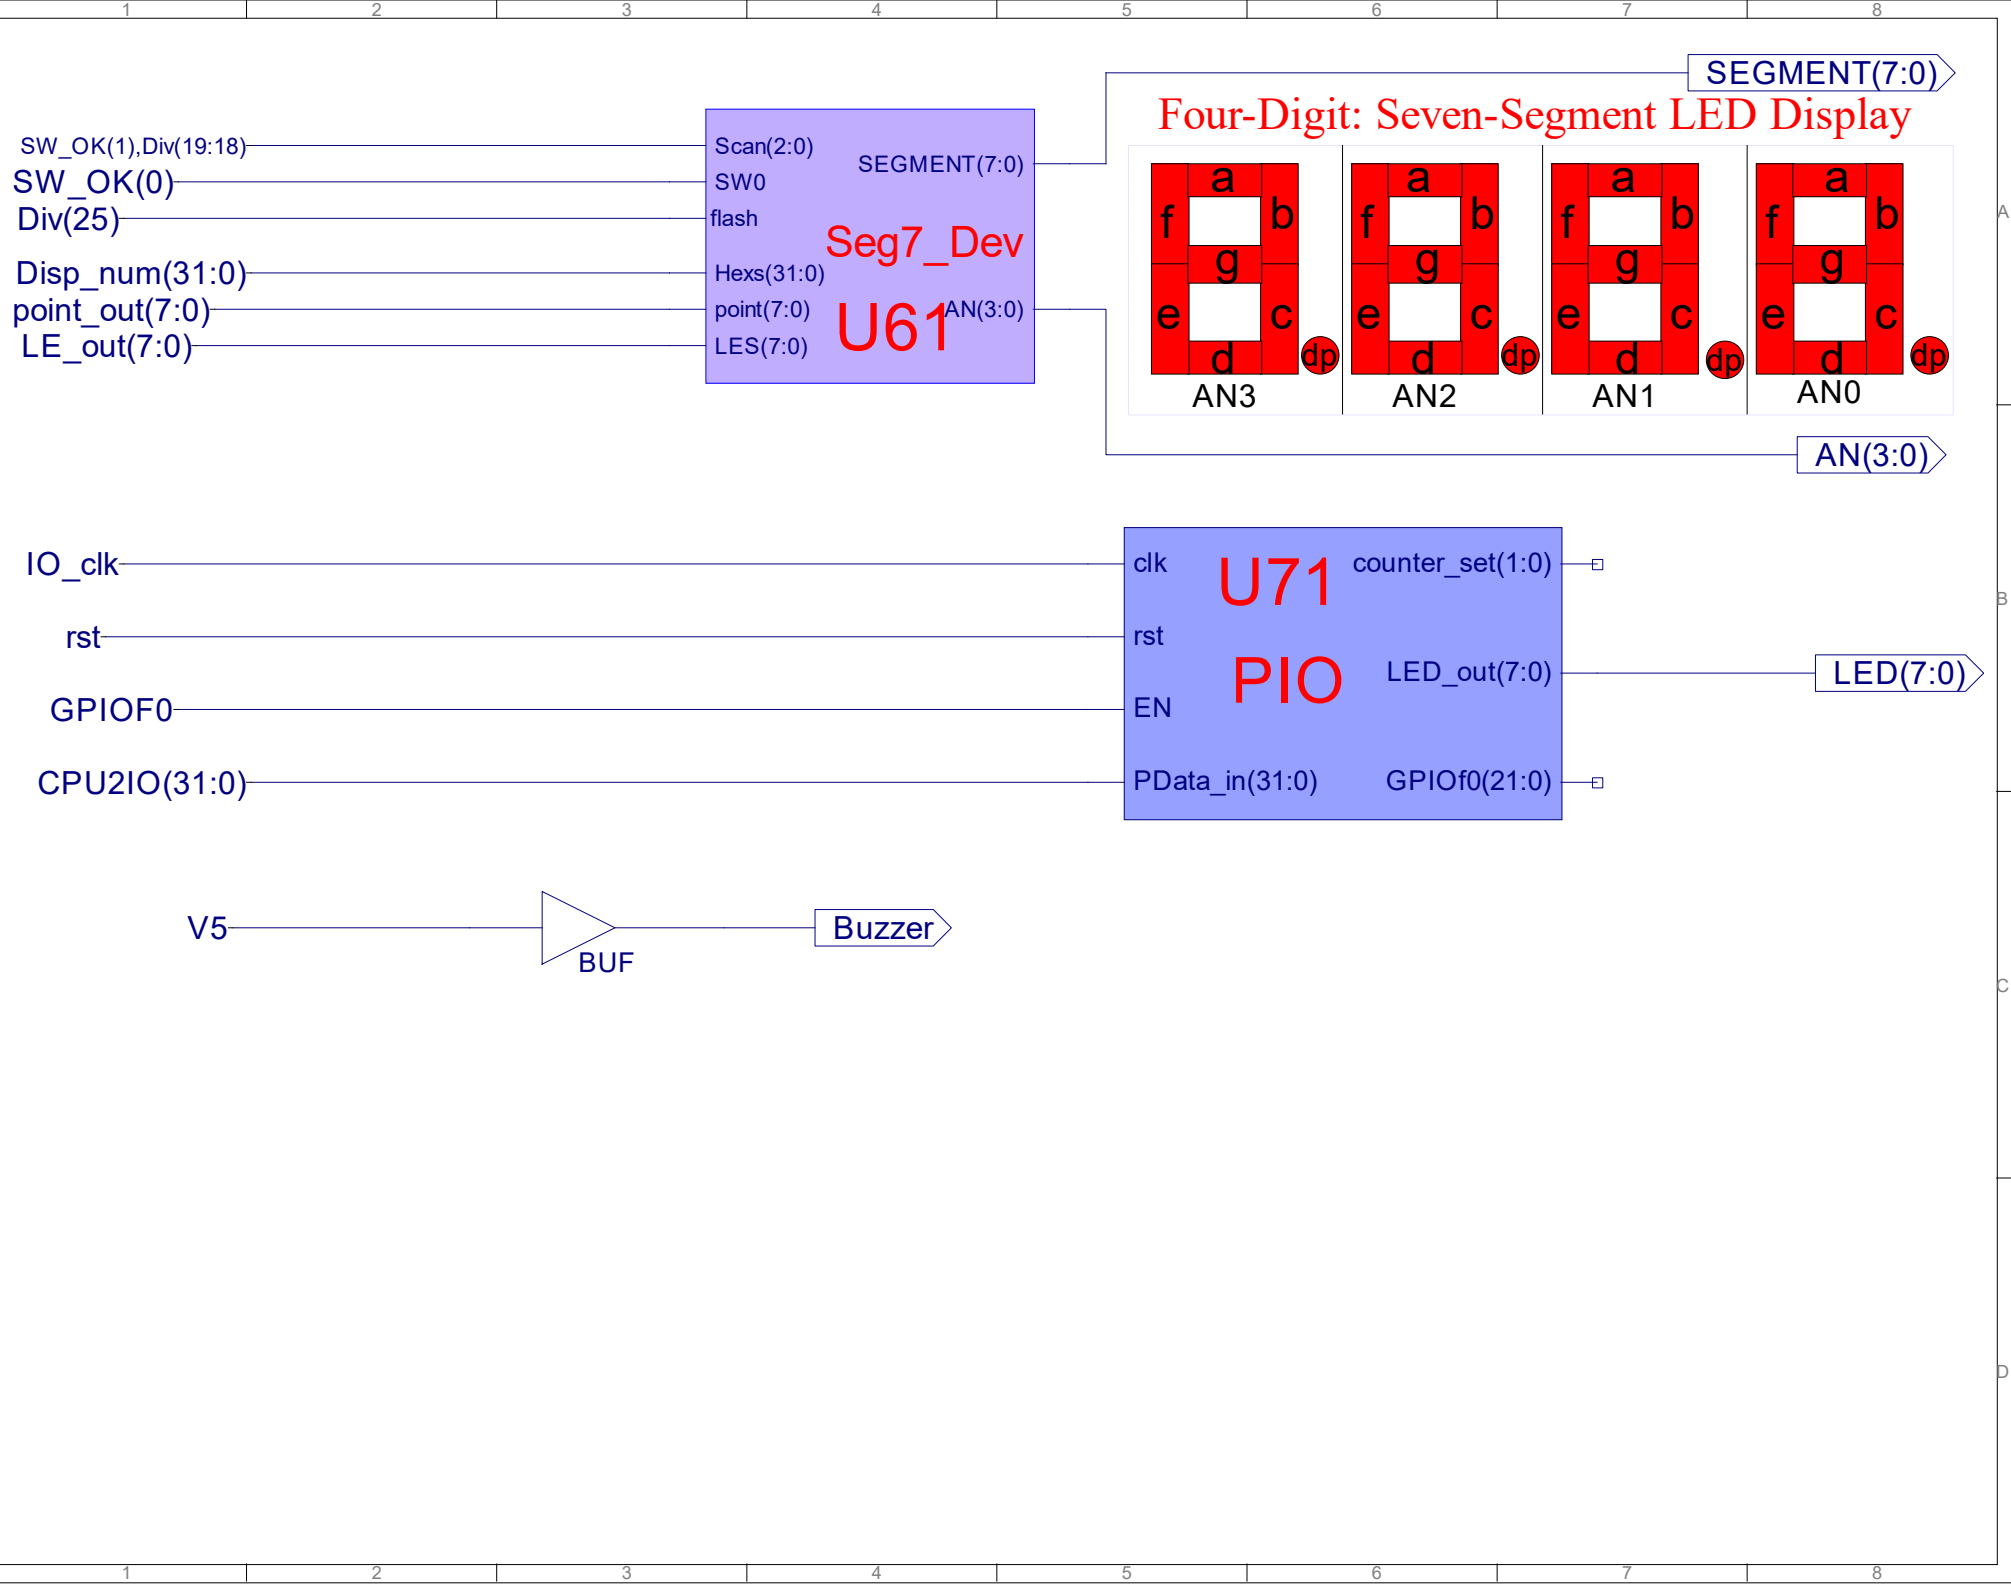 1 2 3 4 5 6 7 8
SEGMENT(7:0)
Four-Digit: Seven-Segment LED Display
SW_OK(1),Div(19:18)
SW_OK(0)
Div(25)
Disp_num(31:0)
point_out(7:0)
LE_out(7:0)
Scan(2:0)
SW0
flash
Hexs(31:0)
point(7:0)
LES(7:0)
SEGMENT(7:0)
Seg7_Dev
U61
AN(3:0)
a
f
b
g
e
c
d
dp
AN3
a
f
b
g
e
c
d
dp
AN2
a
f
b
g
e
c
d
dp
AN1
a
f
b
g
e
c
d
dp
AN0
A
AN(3:0)
IO_clk
rst
GPIOF0
CPU2IO(31:0)
clk
rst
EN
PData_in(31:0)
U71
PIO
counter_set(1:0)
LED_out(7:0)
GPIOf0(21:0)
LED(7:0)
B
V5
BUF
Buzzer
C
D
1 2 3 4 5 6 7 8